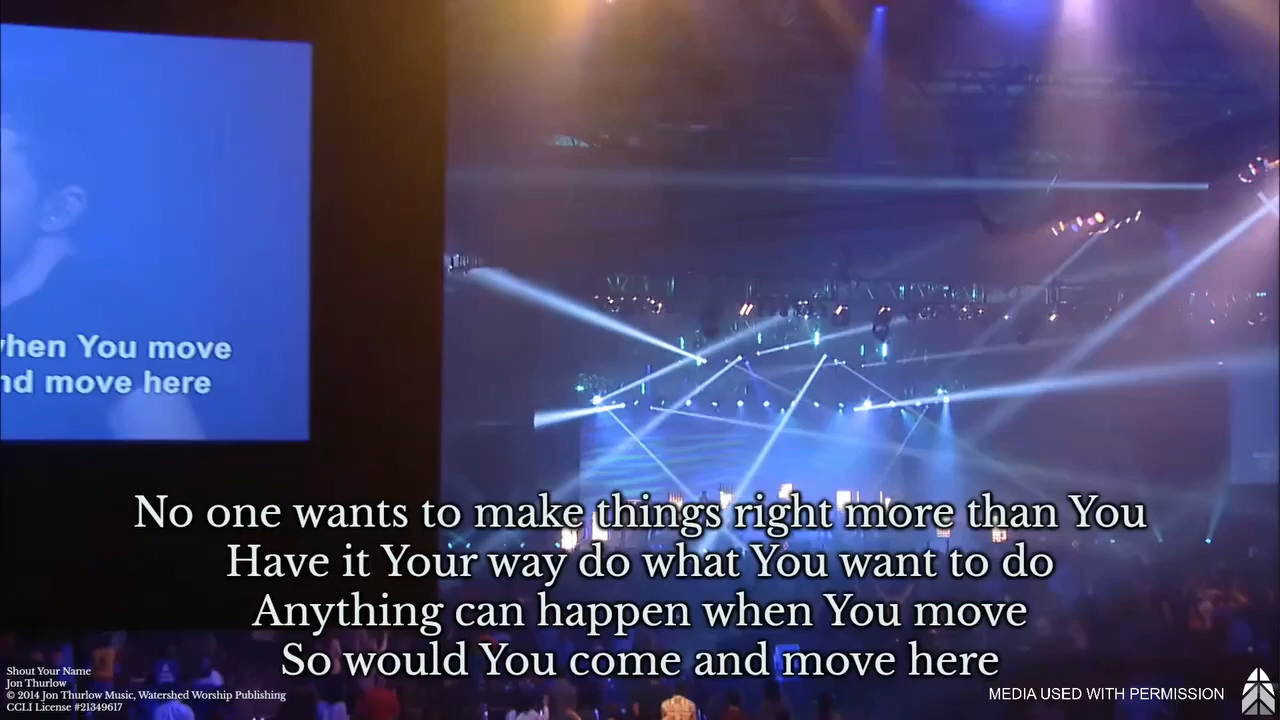 when You move
nd move here
No one wants to make things right more than You
Have it Your way do what You want to do
Anything can happen when You move
So would You come and move here
Shout Your Name
Jon Thurlow
© 2014 Jon Thurlow Music, Watershed Worship Publishing
CCLI License #21349617
MEDIA USED WITH PERMISSION